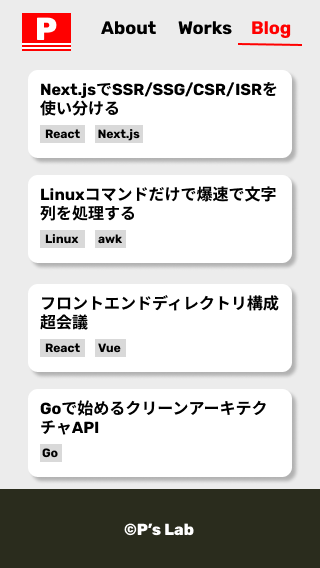 P
About Works Blog
Next.jsでSSR/SSG/CSR/ISRを
使い分ける
React Next.js
Linuxコマンドだけで爆速で文字
列を処理する
Linux awk
フロントエンドディレクトリ構成
超会議
React Vue
Goで始めるクリーンアーキテク
チャAPI
Go
©P’s Lab